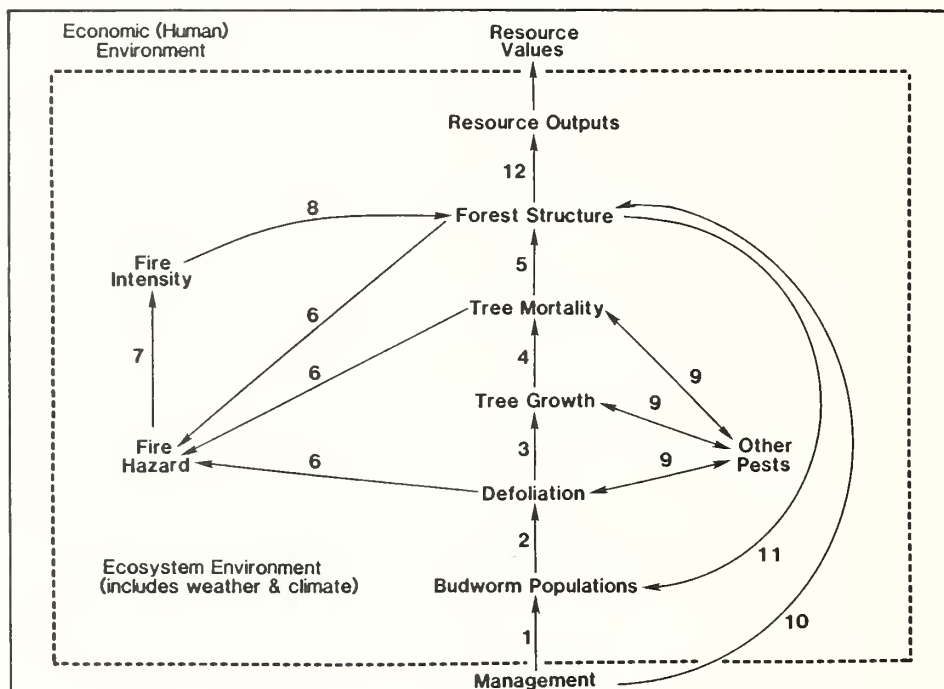 Economic (Human)
Environment
Resource
Values
Resource Outputs
12
8
Forest Structure
Fire
Intensity
5
6
Tree Mortality
7
6
4
9
Tree Growth
9
Fire
Hazard
6
3
9
Other
Pests
Defoliation
2
Ecosystem Environment
(includes weather & climate)
11
Budworm Populations
10
1
Management